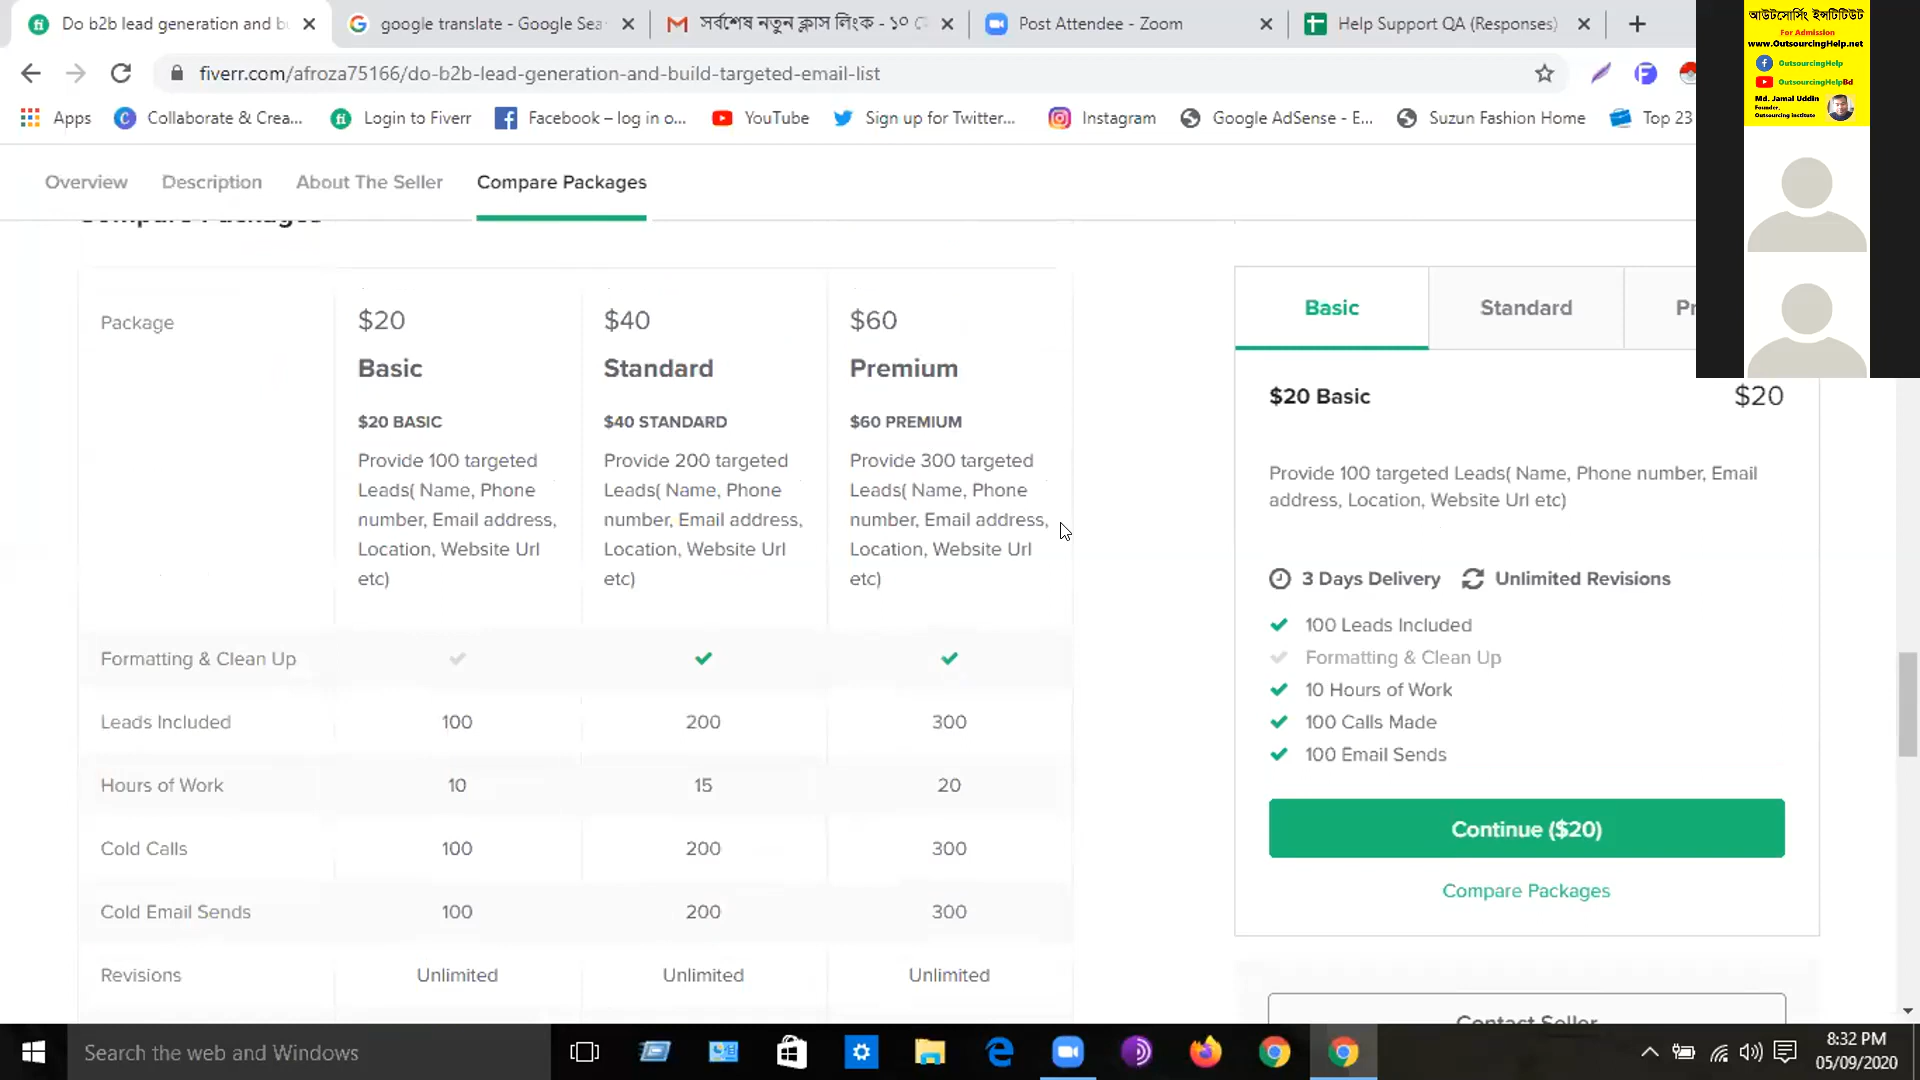 Do b2b lead generation and bu
google translate - Google Sea
সর্বশেষ নতুন ক্লাস লিংক - ১০ সে
Post Attendee - Zoom
Help Support QA (Responses)
fiverr.com/afroza75166/do-b2b-lead-generation-and-build-targeted-email-list
Apps
Collaborate & Crea...
Login to Fiverr
Facebook – log in o...
YouTube
Sign up for Twitter...
Instagram
Google AdSense - E...
Suzun Fashion Home
Top 23
আউটসোর্সিং ইন্সটিটিউট
For Admission
www.OutsourcingHelp.net
OutsourcingHelp
OutsourcingHelpBd
Md. Jamal Uddin
Founder,
Outsourcing Institute
Overview
Description
About The Seller
Compare Packages
Compare Packages
Package
$20
Basic
$20 BASIC
Provide 100 targeted
Leads( Name, Phone
number, Email address,
Location, Website Url
etc)
$40
Standard
$40 STANDARD
Provide 200 targeted
Leads( Name, Phone
number, Email address,
Location, Website Url
etc)
$60
Premium
$60 PREMIUM
Provide 300 targeted
Leads( Name, Phone
number, Email address,
Location, Website Url
etc)
Formatting & Clean Up
Leads Included 100 200 300
Hours of Work 10 15 20
Cold Calls 100 200 300
Cold Email Sends 100 200 300
Revisions Unlimited Unlimited Unlimited
Basic
Standard
Pr
$20 Basic $20
Provide 100 targeted Leads( Name, Phone number, Email
address, Location, Website Url etc)
3 Days Delivery Unlimited Revisions
100 Leads Included
Formatting & Clean Up
10 Hours of Work
100 Calls Made
100 Email Sends
Continue ($20)
Compare Packages
Contact Seller
Search the web and Windows
8:32 PM
05/09/2020